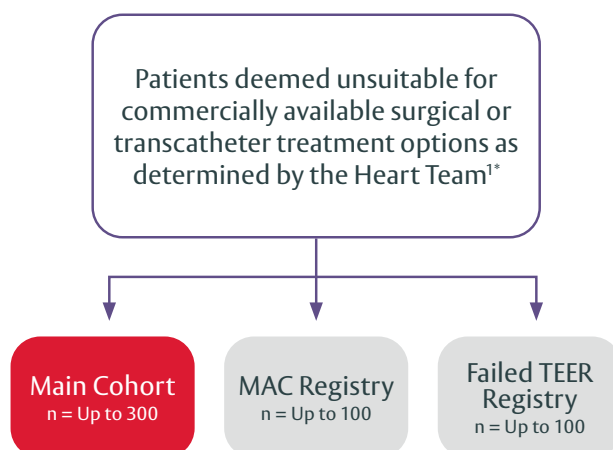 Patients deemed unsuitable for
commercially available surgical or
transcatheter treatment options as
determined by the Heart Team1*
Main Cohort
n = Up to 300
MAC Registry
n = Up to 100
Failed TEER
Registry
n = Up to 100